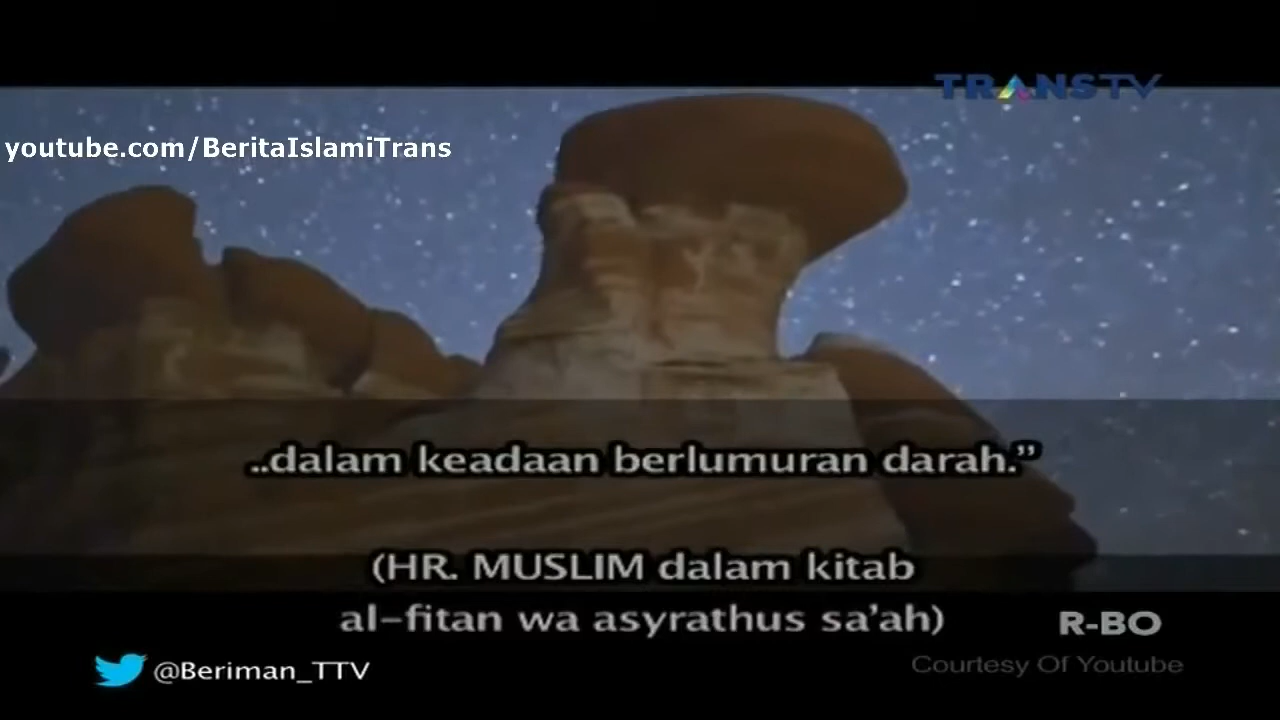 TRANSTV
youtube.com/BeritaIslamiTrans
..dalam keadaan berlumuran darah.”
(HR. MUSLIM dalam kitab
al-fitan wa asyrathus sa’ah)
R-BO
@Beriman_TTV
Courtesy Of Youtube